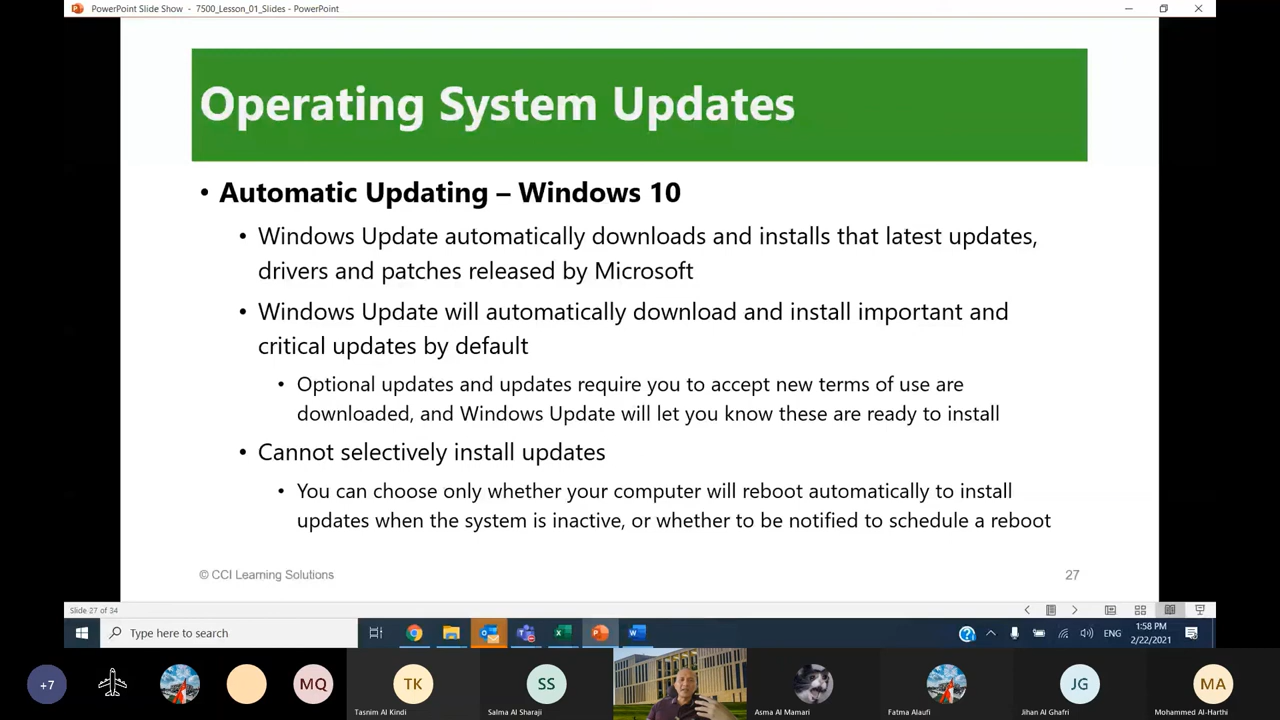 PowerPoint Slide Show - 7500_Lesson_01_Slides - PowerPoint
Operating System Updates
• Automatic Updating – Windows 10
• Windows Update automatically downloads and installs that latest updates,
drivers and patches released by Microsoft
• Windows Update will automatically download and install important and
critical updates by default
• Optional updates and updates require you to accept new terms of use are
downloaded, and Windows Update will let you know these are ready to install
• Cannot selectively install updates
• You can choose only whether your computer will reboot automatically to install
updates when the system is inactive, or whether to be notified to schedule a reboot
© CCI Learning Solutions
27
Slide 27 of 34
Type here to search
ENG
1:58 PM
2/22/2021
+7
MQ
TK
SS
JG
MA
Tasnim Al Kindi
Salma Al Sharaji
Asma Al Mamari
Fatma Alaufi
Jihan Al Ghafri
Mohammed Al-Harthi